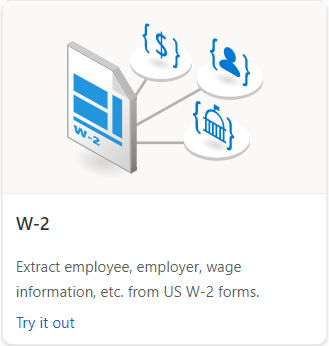 {$}
W-2
W-2
Extract employee, employer, wage
information, etc. from US W-2 forms.
Try it out